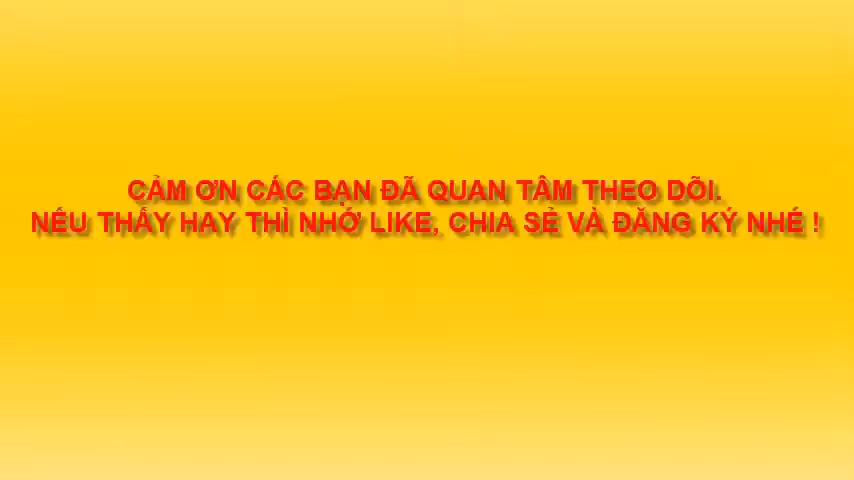 CẢM ƠN CÁC BẠN ĐÃ QUAN TÂM THEO DÕI.
NẾU THẤY HAY THÌ NHỚ LIKE, CHIA SẺ VÀ ĐĂNG KÝ NHÉ !